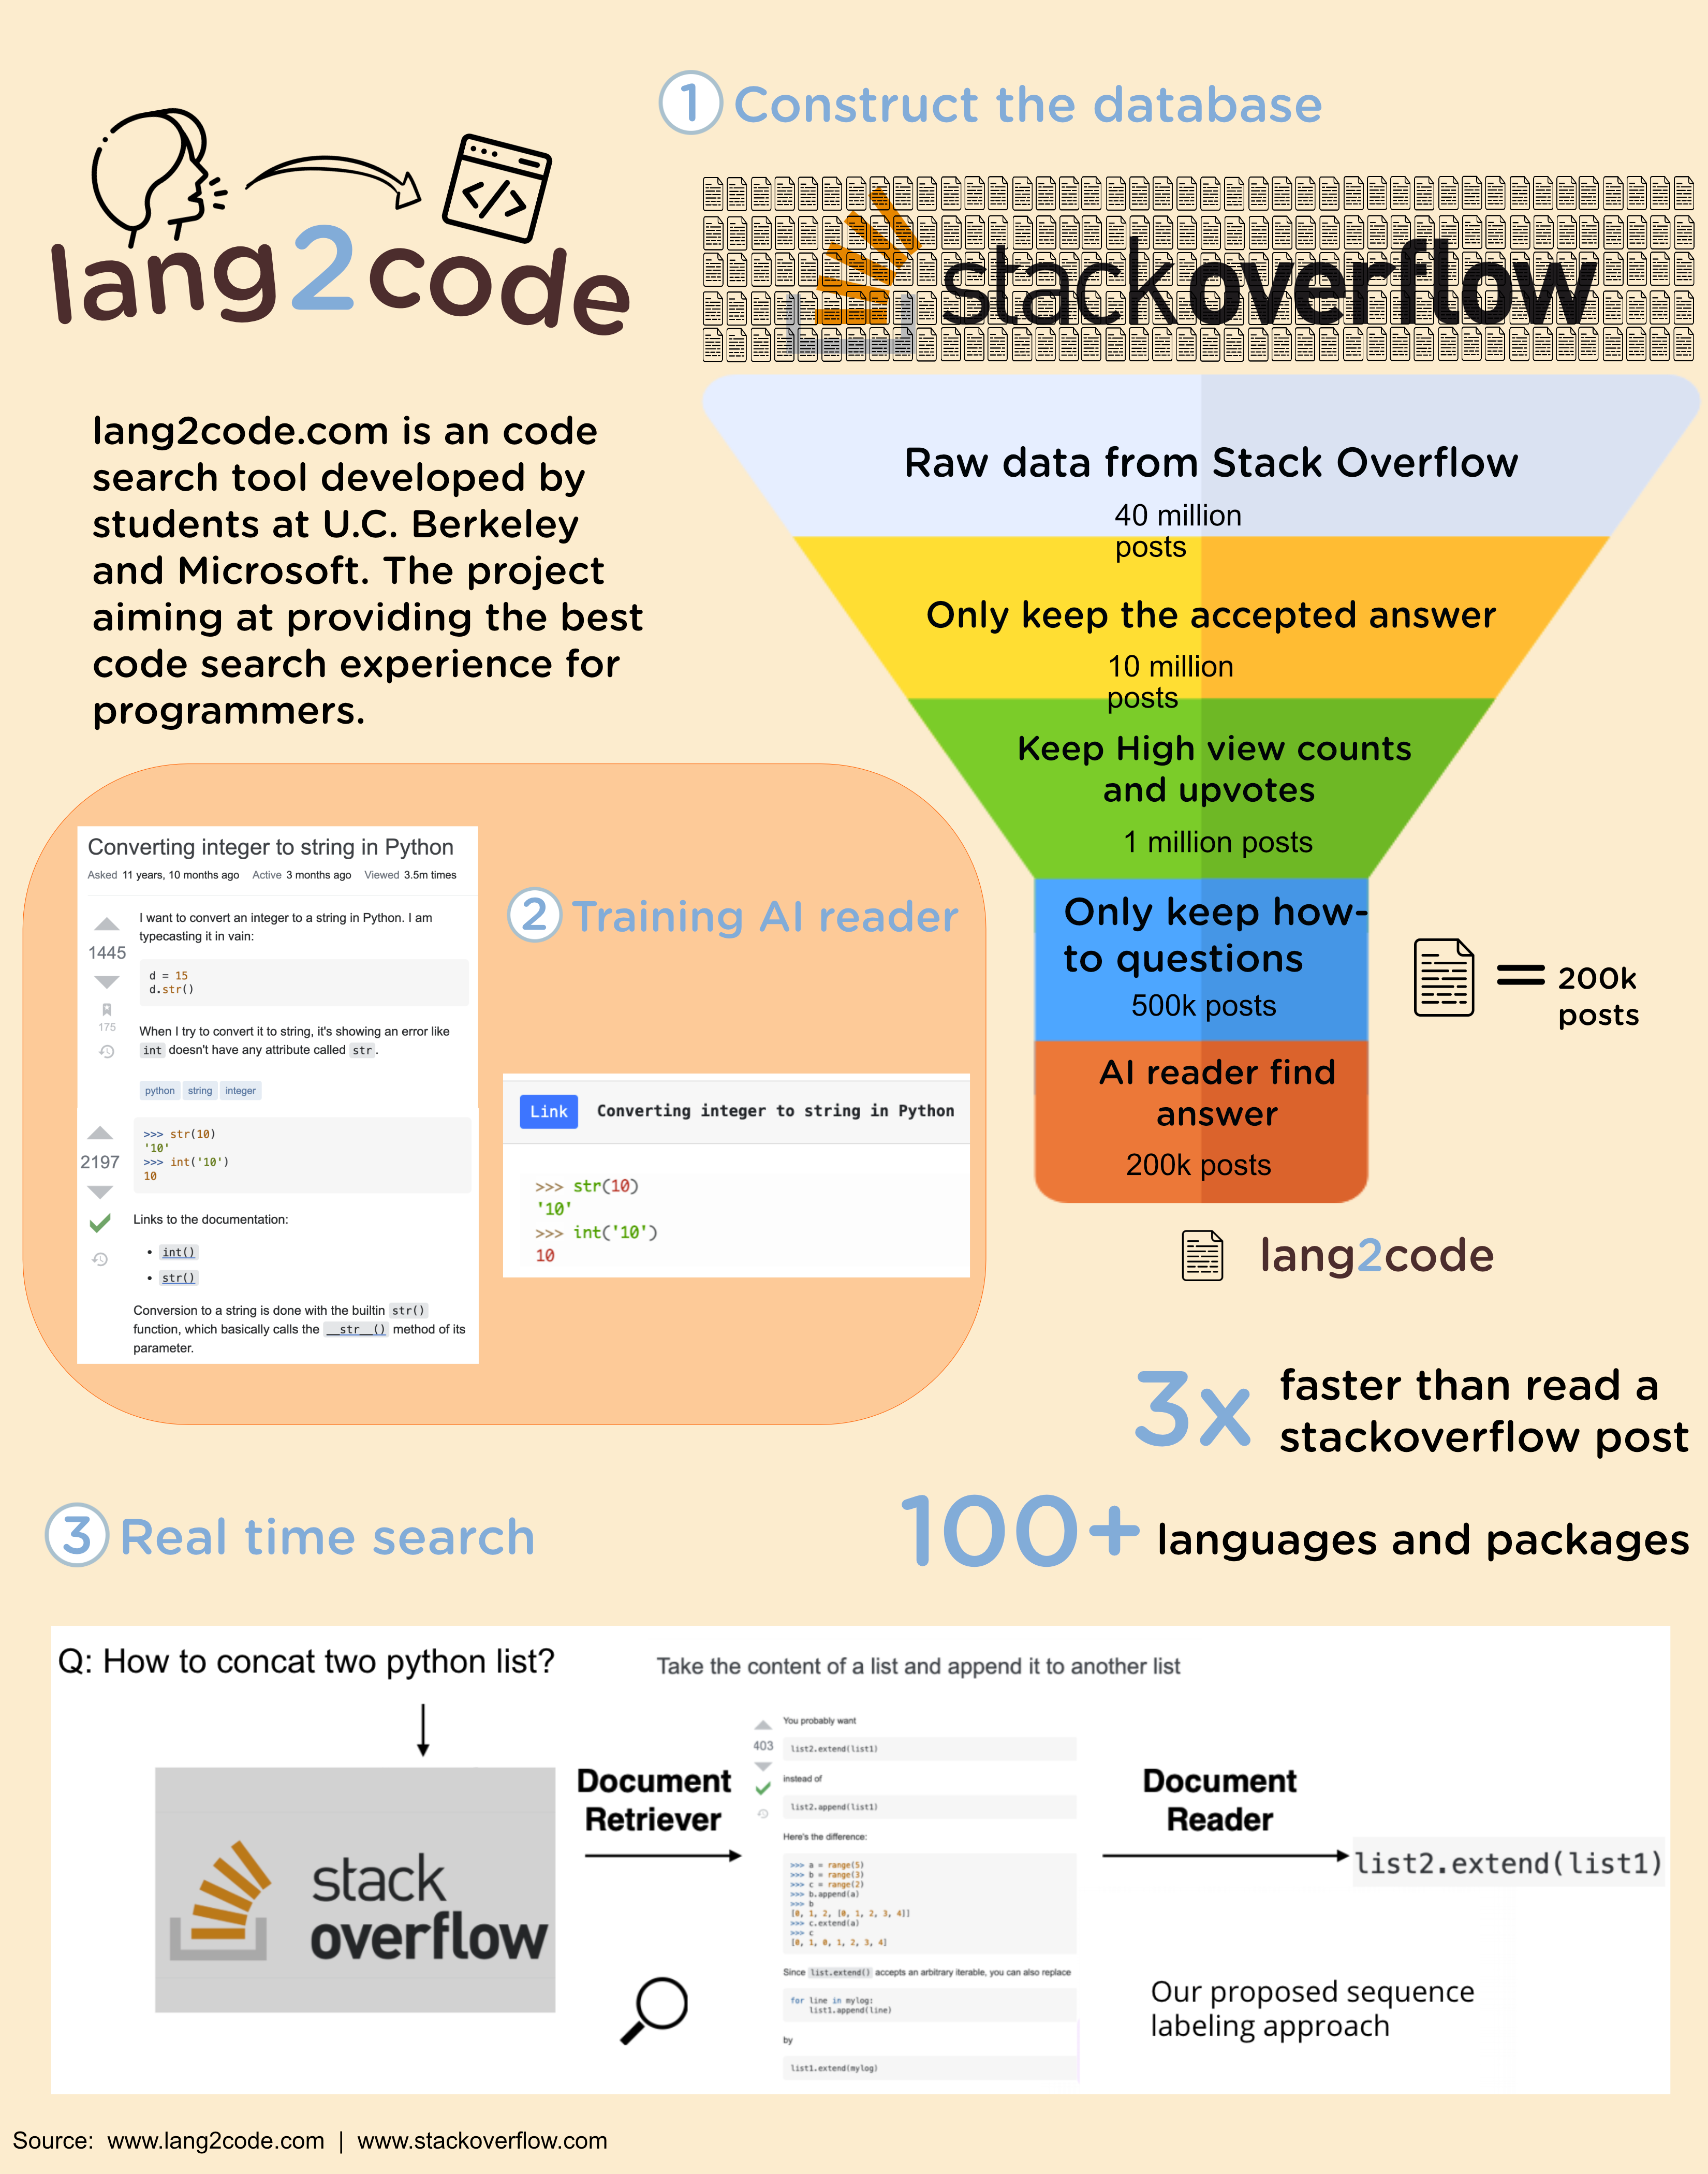 lang2code
lang2code.com is an code
search tool developed by
students at U.C. Berkeley
and Microsoft. The project
aiming at providing the best
code search experience for
programmers.
1 Construct the database
stackoverflow
Raw data from Stack Overflow
40 million
posts
Only keep the accepted answer
10 million
posts
Keep High view counts
and upvotes
1 million posts
Only keep how-
to questions
500k posts
AI reader find
answer
200k posts
= 200k
posts
lang2code
2 Training AI reader
Converting integer to string in Python
Asked 11 years, 10 months ago Active 3 months ago Viewed 3.5m times
I want to convert an integer to a string in Python. I am
typecasting it in vain:
1445
d = 15
d.str()
175
When I try to convert it to string, it's showing an error like
int doesn't have any attribute called str.
python string integer
>>> str(10)
'10'
>>> int('10')
10
2197
Links to the documentation:
• int()
• str()
Conversion to a string is done with the builtin str()
function, which basically calls the __str__() method of its
parameter.
Link Converting integer to string in Python
>>> str(10)
'10'
>>> int('10')
10
3x faster than read a
stackoverflow post
100+ languages and packages
3 Real time search
Q: How to concat two python list?
stack
overflow
Document
Retriever
Take the content of a list and append it to another list
You probably want
403
list2.extend(list1)
instead of
list2.append(list1)
Here's the difference:
>>> a = range(5)
>>> b = range(3)
>>> c = range(2)
>>> b.append(a)
>>> b
[0, 1, 2, [0, 1, 2, 3, 4]]
>>> c.extend(a)
>>> c
[0, 1, 0, 1, 2, 3, 4]
Since list.extend() accepts an arbitrary iterable, you can also replace
for line in mylog:
list1.append(line)
by
list1.extend(mylog)
Document
Reader
list2.extend(list1)
Our proposed sequence
labeling approach
Source: www.lang2code.com | www.stackoverflow.com